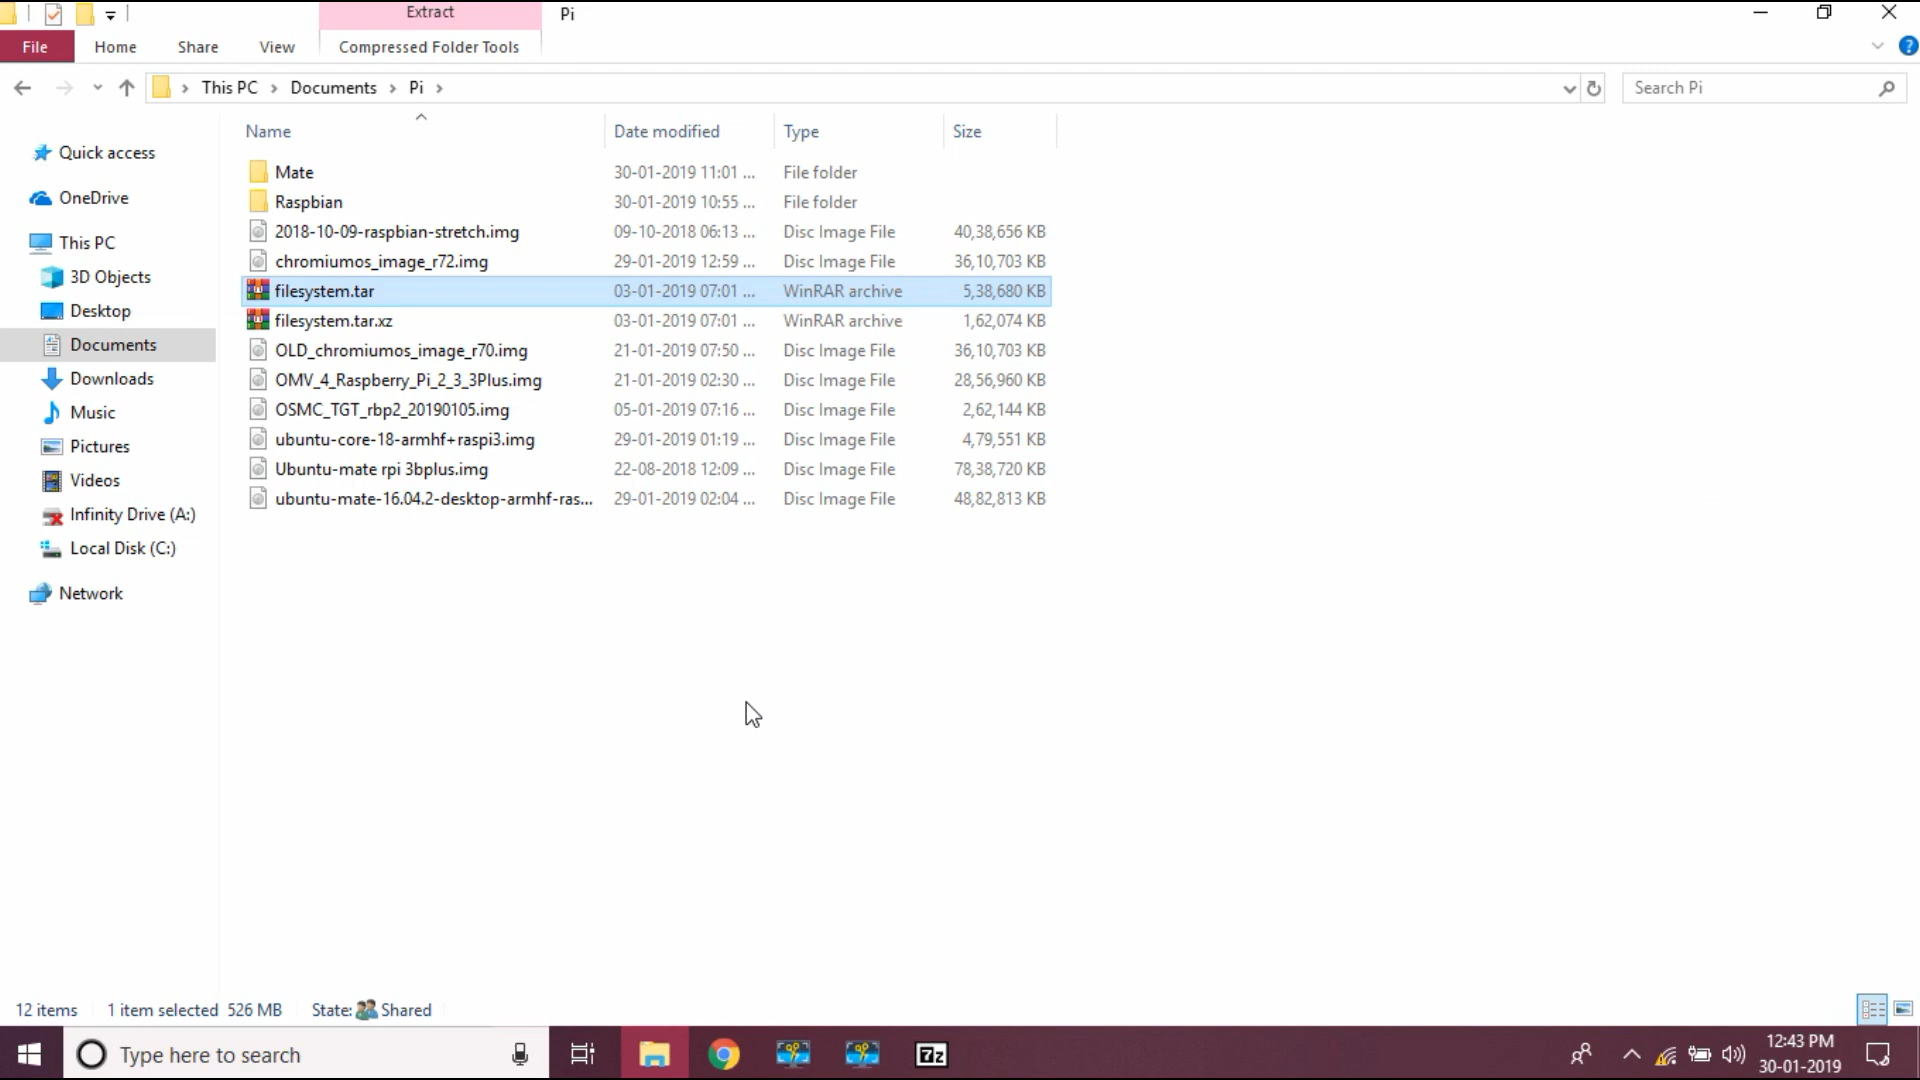 Extract Pi
File Home Share View Compressed Folder Tools ?
This PC Documents Pi Search Pi
Name Date modified Type Size
Quick access
OneDrive
This PC
3D Objects
Desktop
Documents
Downloads
Music
Pictures
Videos
Infinity Drive (A:)
Local Disk (C:)
Network
Mate 30-01-2019 11:01 ... File folder
Raspbian 30-01-2019 10:55 ... File folder
2018-10-09-raspbian-stretch.img 09-10-2018 06:13 ... Disc Image File 40,38,656 KB
chromiumos_image_r72.img 29-01-2019 12:59 ... Disc Image File 36,10,703 KB
filesystem.tar 03-01-2019 07:01 ... WinRAR archive 5,38,680 KB
filesystem.tar.xz 03-01-2019 07:01 ... WinRAR archive 1,62,074 KB
OLD_chromiumos_image_r70.img 21-01-2019 07:50 ... Disc Image File 36,10,703 KB
OMV_4_Raspberry_Pi_2_3_3Plus.img 21-01-2019 02:30 ... Disc Image File 28,56,960 KB
OSMC_TGT_rbp2_20190105.img 05-01-2019 07:16 ... Disc Image File 2,62,144 KB
ubuntu-core-18-armhf+raspi3.img 29-01-2019 01:19 ... Disc Image File 4,79,551 KB
Ubuntu-mate rpi 3bplus.img 22-08-2018 12:09 ... Disc Image File 78,38,720 KB
ubuntu-mate-16.04.2-desktop-armhf-ras... 29-01-2019 02:04 ... Disc Image File 48,82,813 KB
12 items 1 item selected 526 MB State: Shared
Type here to search 7z 12:43 PM
30-01-2019